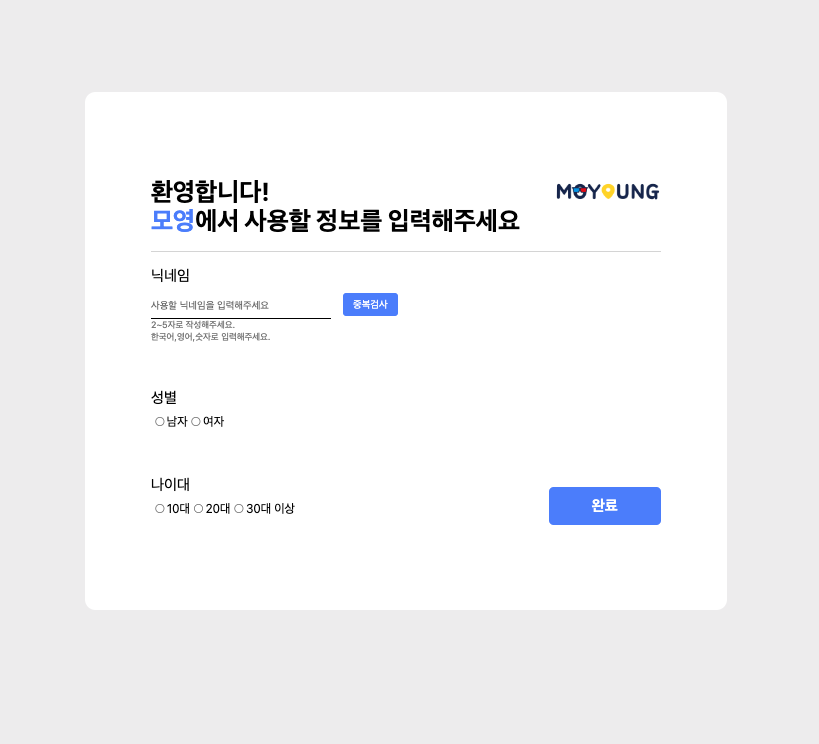 환영합니다!
MOYOUNG
모영에서 사용할 정보를 입력해주세요
닉네임
사용할 닉네임을 입력해주세요
중복검사
2~5자로 작성해주세요.
한국어,영어,숫자로 입력해주세요.
성별
남자 여자
나이대
10대 20대 30대 이상
완료